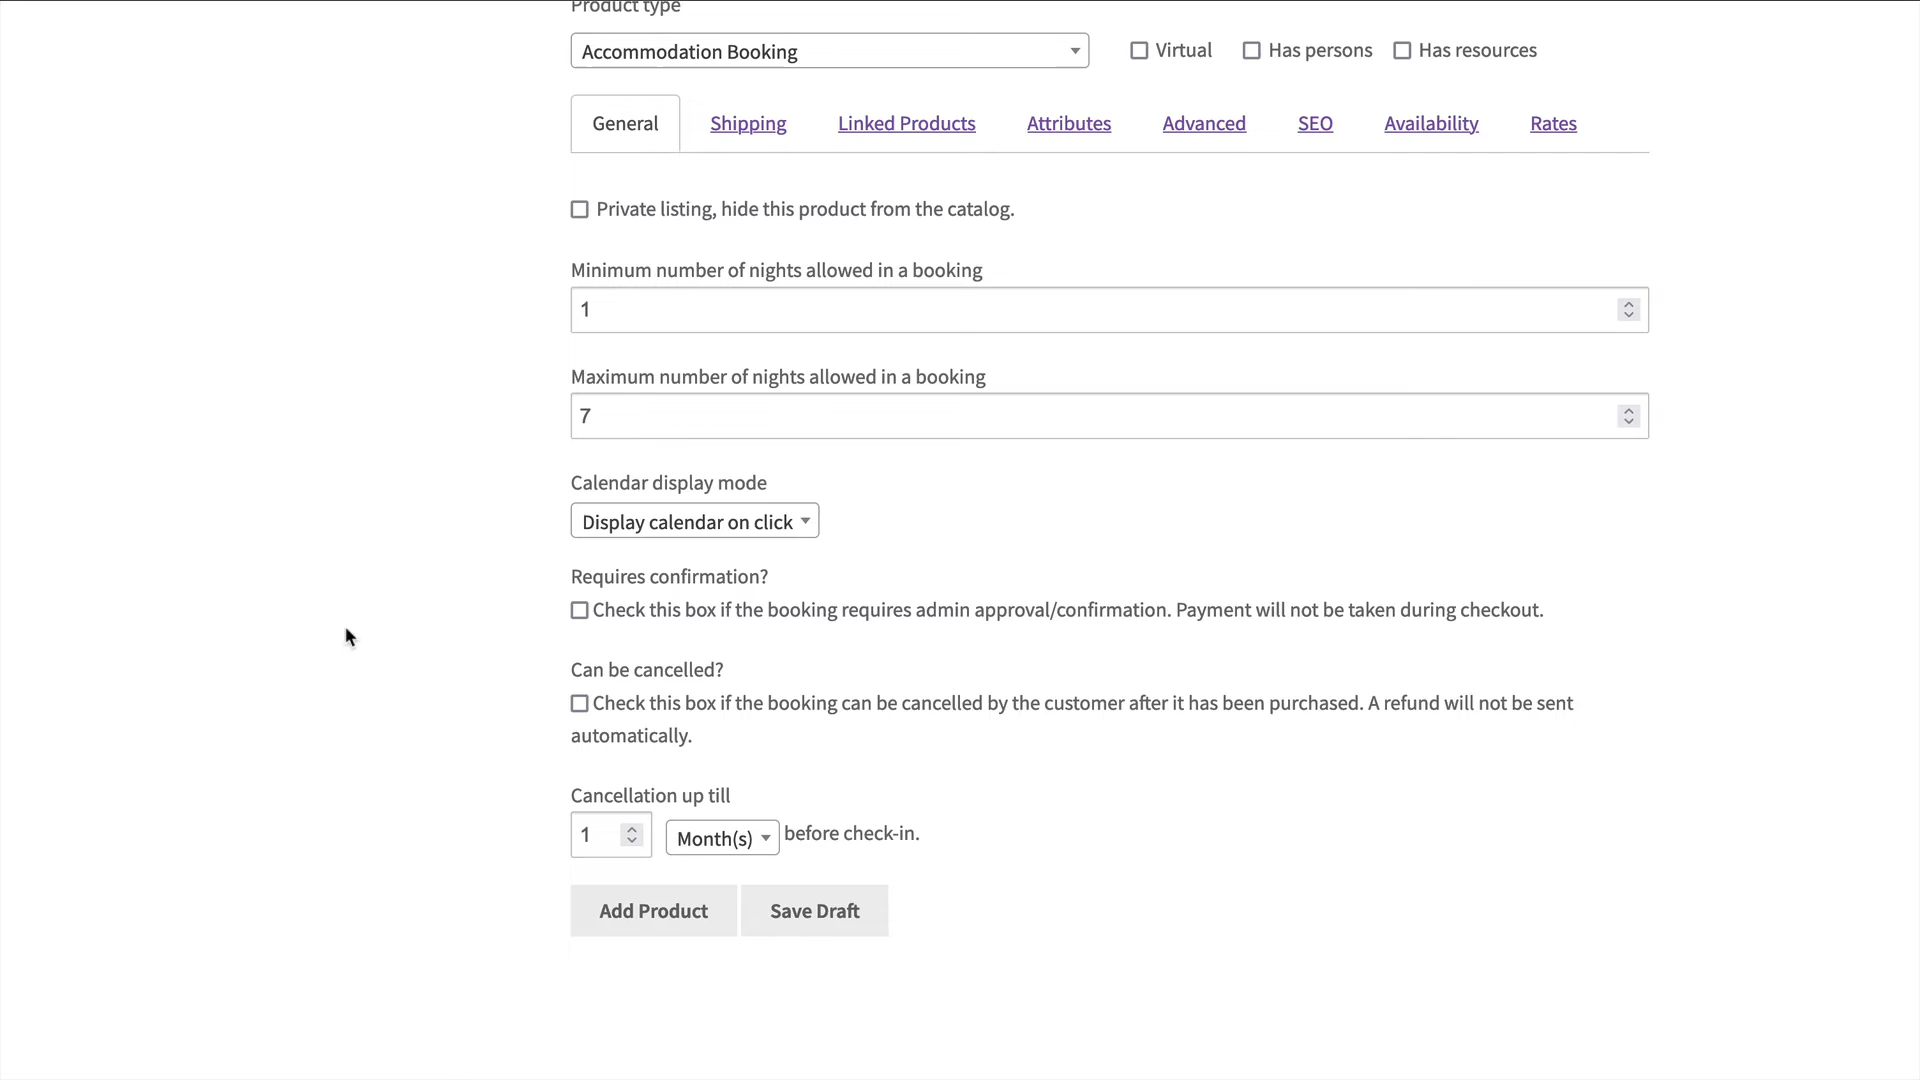 Product type
Accommodation Booking
Virtual
Has persons
Has resources
General
Shipping
Linked Products
Attributes
Advanced
SEO
Availability
Rates
Private listing, hide this product from the catalog.
Minimum number of nights allowed in a booking
1
Maximum number of nights allowed in a booking
7
Calendar display mode
Display calendar on click
Requires confirmation?
Check this box if the booking requires admin approval/confirmation. Payment will not be taken during checkout.
Can be cancelled?
Check this box if the booking can be cancelled by the customer after it has been purchased. A refund will not be sent
automatically.
Cancellation up till
1
Month(s)
before check-in.
Add Product
Save Draft